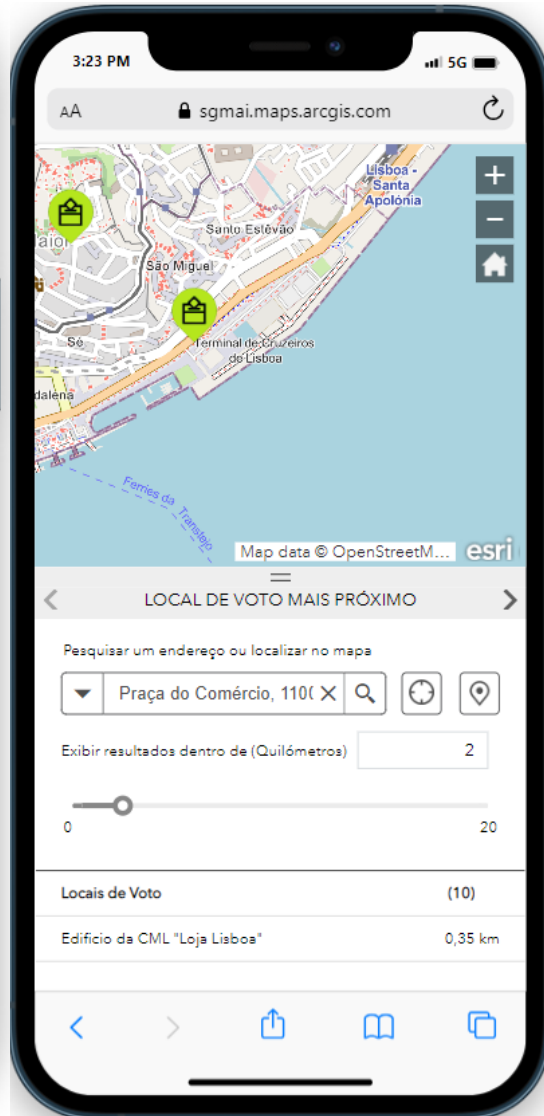 3:23 PM
5G
AA sgmai.maps.arcgis.com
Lisboa -
Santa
Apolónia
Santo Estêvão
São Miguel
Sé
Terminal de Cruzeiros
de Lisboa
dalena
Ferries da
Transtejo
Map data © OpenStreetM...
esri
LOCAL DE VOTO MAIS PRÓXIMO
Pesquisar um endereço ou localizar no mapa
Praça do Comércio, 110(
Exibir resultados dentro de (Quilómetros) 2
0 20
Locais de Voto (10)
Edificio da CML "Loja Lisboa" 0,35 km